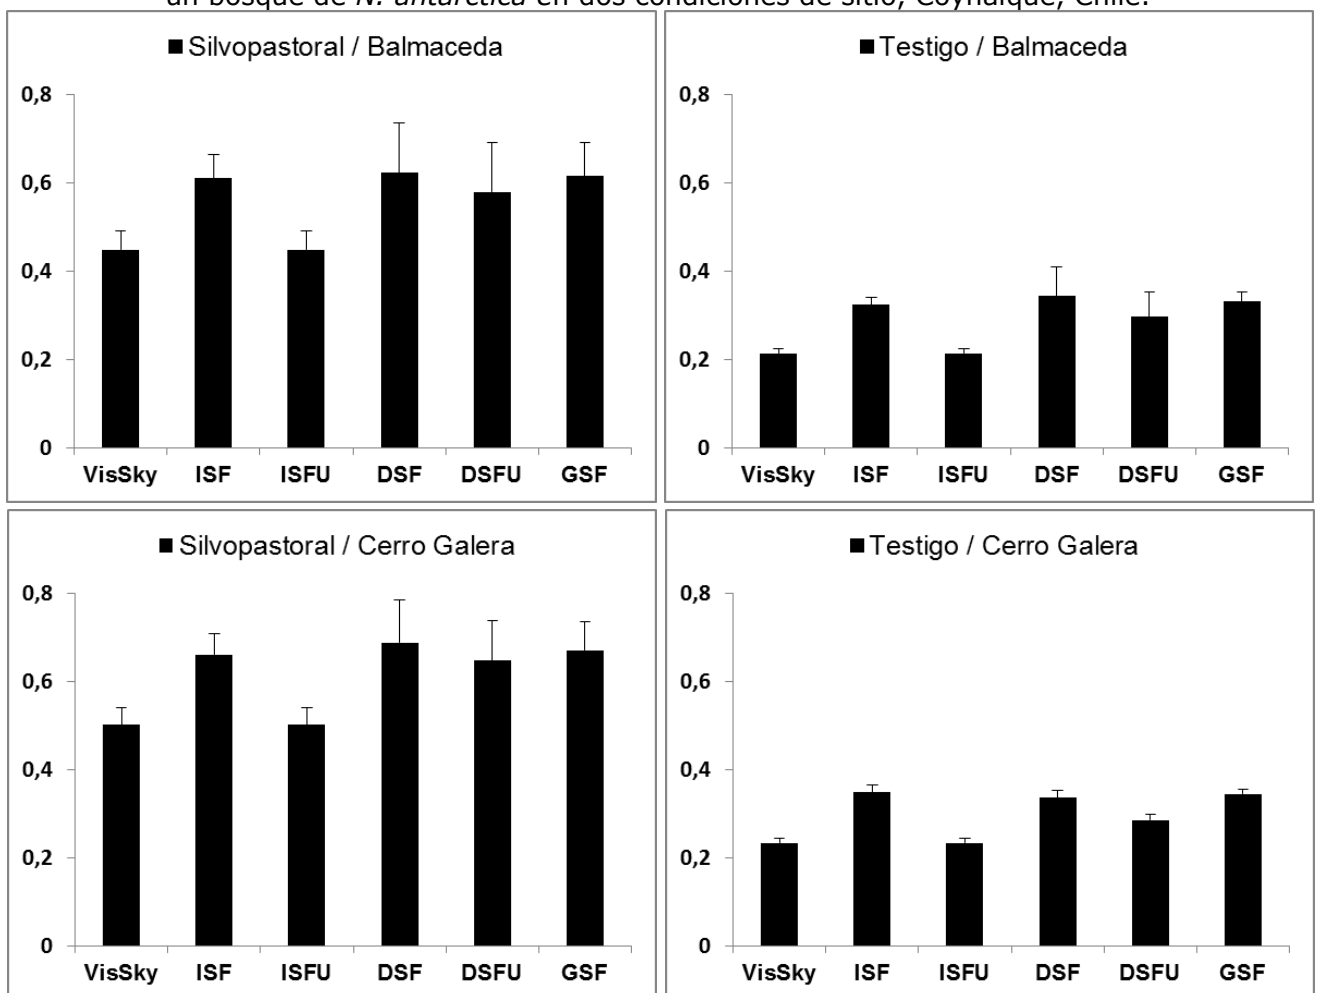 un bosque de N. antarctica en dos condiciones de sitio, Coyhaique, Chile.
Silvopastoral / Balmaceda
0,8
0,6
0,4
0,2
0
VisSky ISF ISFU DSF DSFU GSF
Testigo / Balmaceda
0,8
0,6
0,4
0,2
0
VisSky ISF ISFU DSF DSFU GSF
Silvopastoral / Cerro Galera
0,8
0,6
0,4
0,2
0
VisSky ISF ISFU DSF DSFU GSF
Testigo / Cerro Galera
0,8
0,6
0,4
0,2
0
VisSky ISF ISFU DSF DSFU GSF